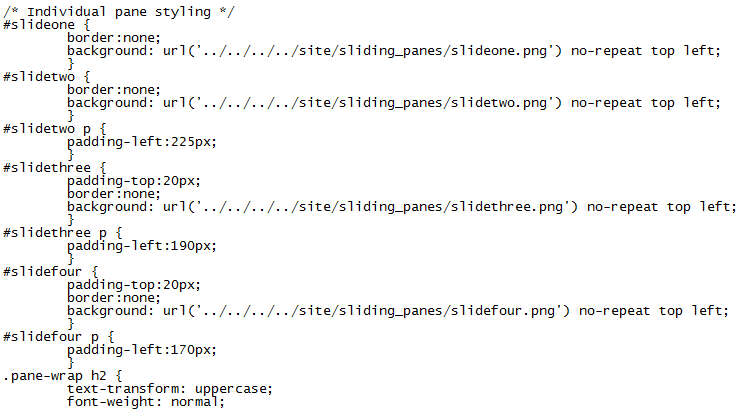 /* Individual pane styling */
#slideone {
        border:none;
        background: url('../../../../site/sliding_panes/slideone.png') no-repeat top left;
        }
#slidetwo {
        border:none;
        background: url('../../../../site/sliding_panes/slidetwo.png') no-repeat top left;
        }
#slidetwo p {
        padding-left:225px;
        }
#slidethree {
        padding-top:20px;
        border:none;
        background: url('../../../../site/sliding_panes/slidethree.png') no-repeat top left;
        }
#slidethree p {
        padding-left:190px;
        }
#slidefour {
        padding-top:20px;
        border:none;
        background: url('../../../../site/sliding_panes/slidefour.png') no-repeat top left;
        }
#slidefour p {
        padding-left:170px;
        }
.pane-wrap h2 {
        text-transform: uppercase;
        font-weight: normal;